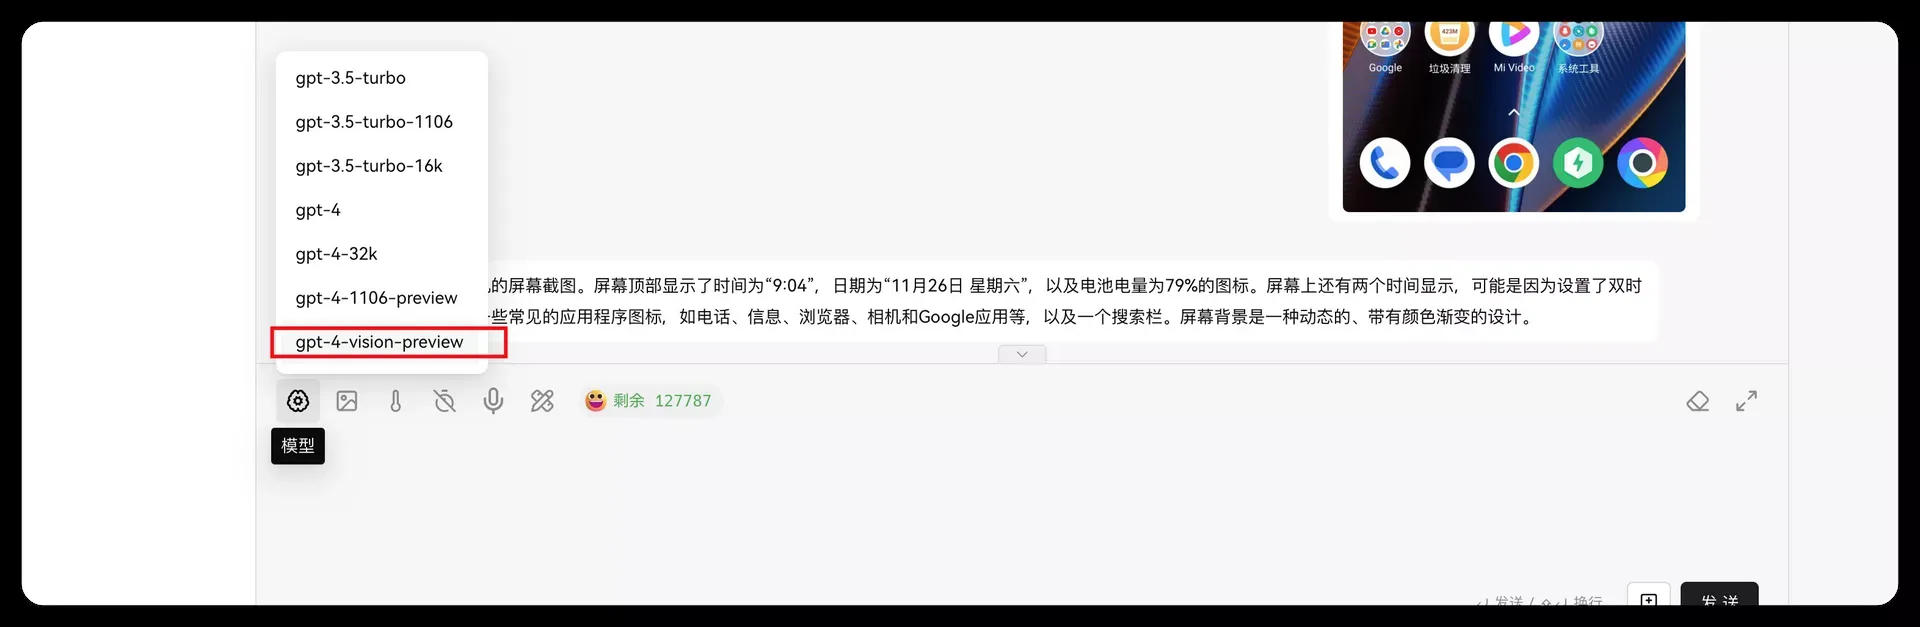 Google 垃圾清理 Mi Video 系统工具
423M
gpt-3.5-turbo
gpt-3.5-turbo-1106
gpt-3.5-turbo-16k
gpt-4
gpt-4-32k
gpt-4-1106-preview
gpt-4-vision-preview
的屏幕截图。屏幕顶部显示了时间为“9:04”，日期为“11月26日 星期六”，以及电池电量为79%的图标。屏幕上还有两个时间显示，可能是因为设置了双时
些常见的应用程序图标，如电话、信息、浏览器、相机和Google应用等，以及一个搜索栏。屏幕背景是一种动态的、带有颜色渐变的设计。
剩余 127787
模型
发送 / 换行
发 送